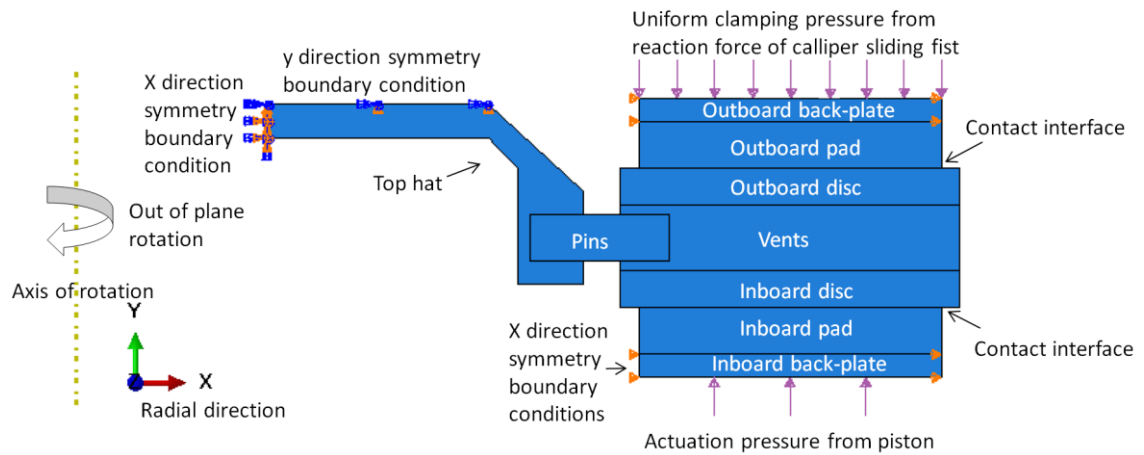 Uniform clamping pressure from
reaction force of calliper sliding fist
y direction symmetry
boundary condition
X direction
symmetry
boundary
condition
Outboard back-plate
Contact interface
Outboard pad
Top hat
Outboard disc
Out of plane
rotation
Pins
Vents
Axis of rotation
Inboard disc
Y
X direction
symmetry
boundary
conditions
Inboard pad
Contact interface
Inboard back-plate
Z
X
Radial direction
Actuation pressure from piston